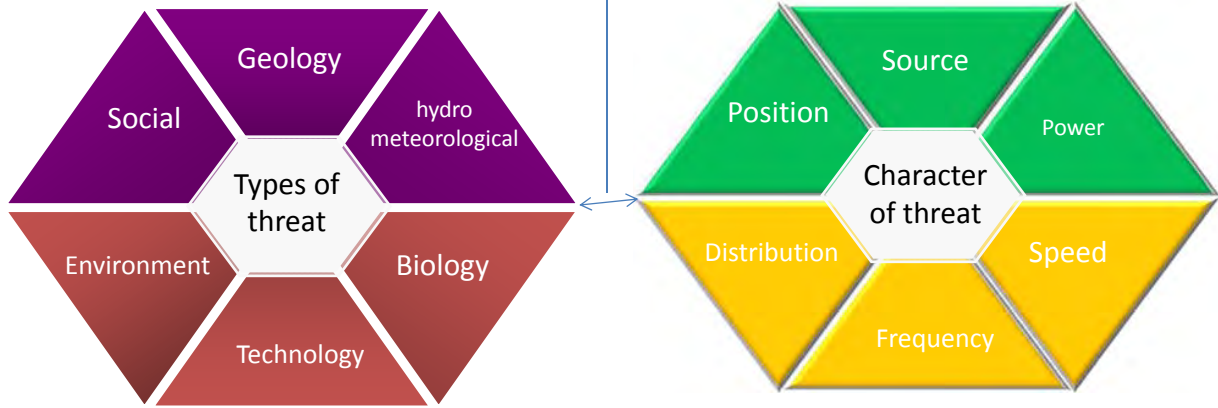 Geology
Social
hydro
meteorological
Types of
threat
Environment
Biology
Technology
Source
Position
Power
Character
of threat
Distribution
Speed
Frequency